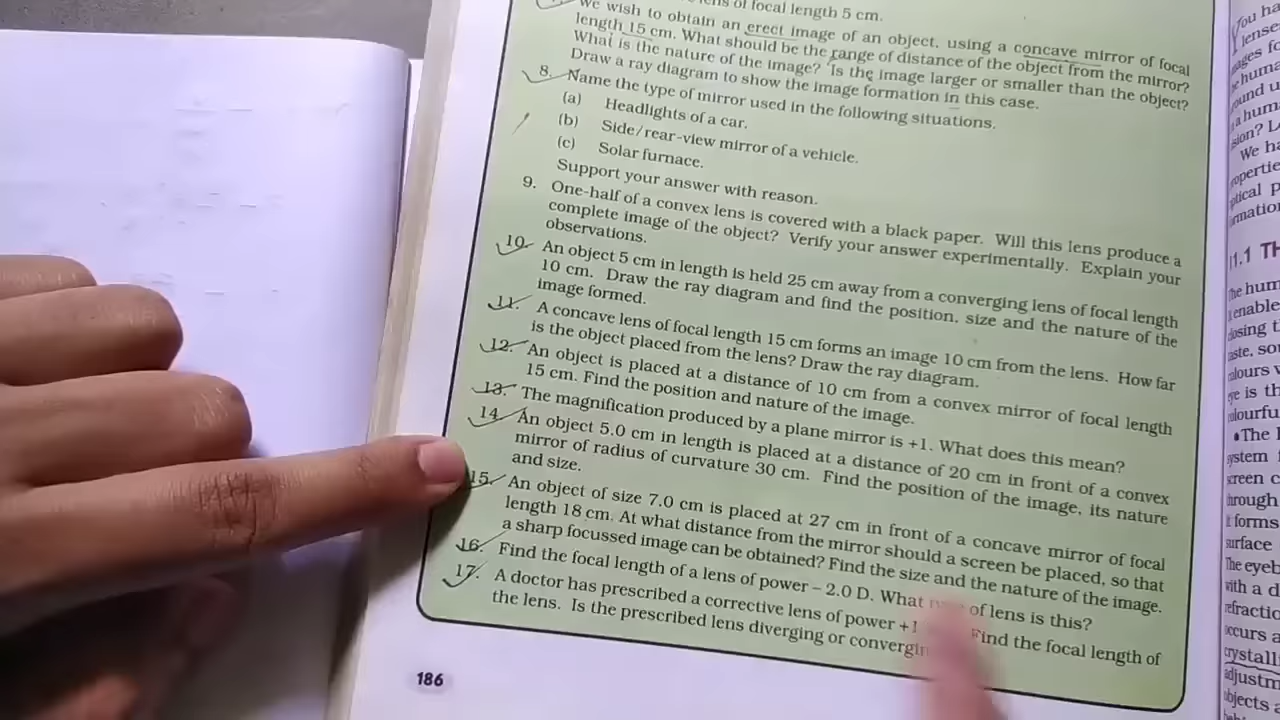 lens of focal length 5 cm.
We wish to obtain an erect image of an object, using a concave mirror of focal
length 15 cm. What should be the range of distance of the object from the mirror?
What is the nature of the image? Is the image larger or smaller than the object?
Draw a ray diagram to show the image formation in this case.
8. Name the type of mirror used in the following situations.
(a) Headlights of a car.
(b) Side/rear-view mirror of a vehicle.
(c) Solar furnace.
Support your answer with reason.
9. One-half of a convex lens is covered with a black paper. Will this lens produce a
complete image of the object? Verify your answer experimentally. Explain your
observations.
10. An object 5 cm in length is held 25 cm away from a converging lens of focal length
10 cm. Draw the ray diagram and find the position, size and the nature of the
image formed.
11. A concave lens of focal length 15 cm forms an image 10 cm from the lens. How far
is the object placed from the lens? Draw the ray diagram.
12. An object is placed at a distance of 10 cm from a convex mirror of focal length
15 cm. Find the position and nature of the image.
13. The magnification produced by a plane mirror is +1. What does this mean?
14. An object 5.0 cm in length is placed at a distance of 20 cm in front of a convex
mirror of radius of curvature 30 cm. Find the position of the image, its nature
and size.
15. An object of size 7.0 cm is placed at 27 cm in front of a concave mirror of focal
length 18 cm. At what distance from the mirror should a screen be placed, so that
a sharp focussed image can be obtained? Find the size and the nature of the image.
16. Find the focal length of a lens of power – 2.0 D. What of lens is this?
17. A doctor has prescribed a corrective lens of power +1 Find the focal length of
the lens. Is the prescribed lens diverging or
186
You ha
11.1 TH